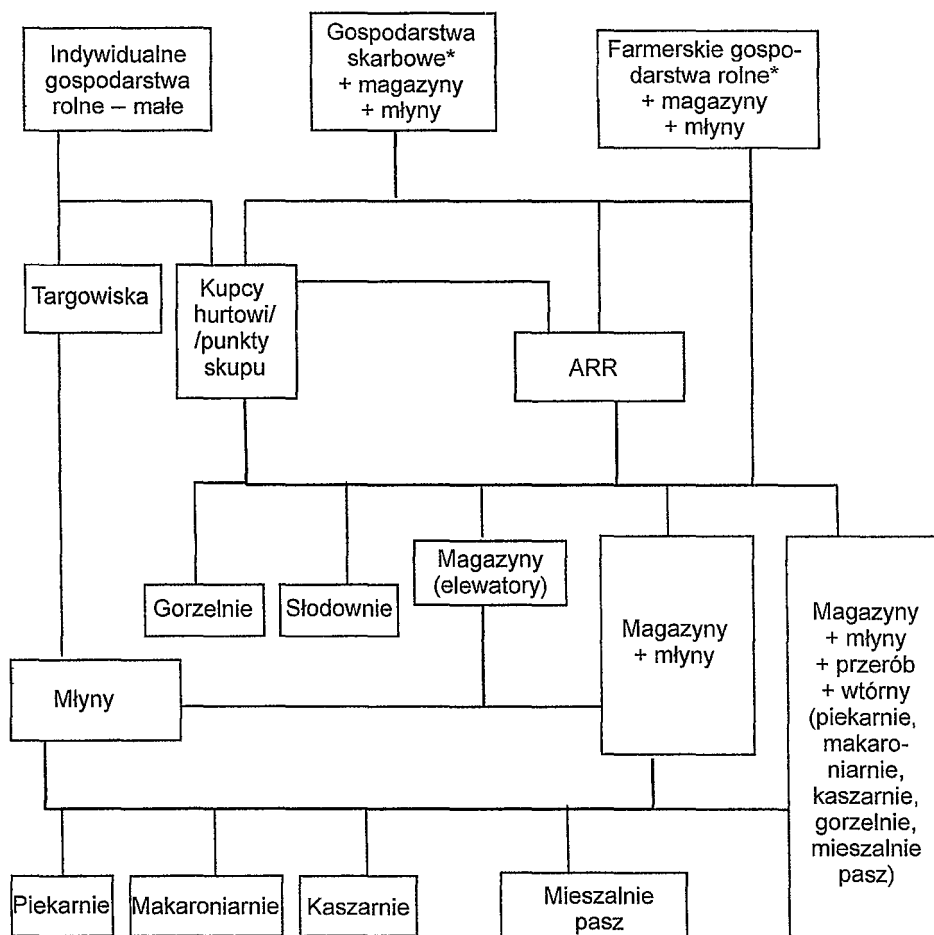 Indywidualne
gospodarstwa
rolne – małe
Gospodarstwa
skarbowe*
+ magazyny
+ młyny
Farmerskie gospo-
darstwa rolne*
+ magazyny
+ młyny
Targowiska
Kupcy
hurtowi/
/punkty
skupu
ARR
Gorzelnie
Słodownie
Magazyny
(elewatory)
Magazyny
+ młyny
Magazyny
+ młyny
+ przerób
+ wtórny
(piekarnie,
makaro-
niarnie,
kaszarnie,
gorzelnie,
mieszalnie
pasz)
Młyny
Piekarnie
Makaroniarnie
Kaszarnie
Mieszalnie
pasz